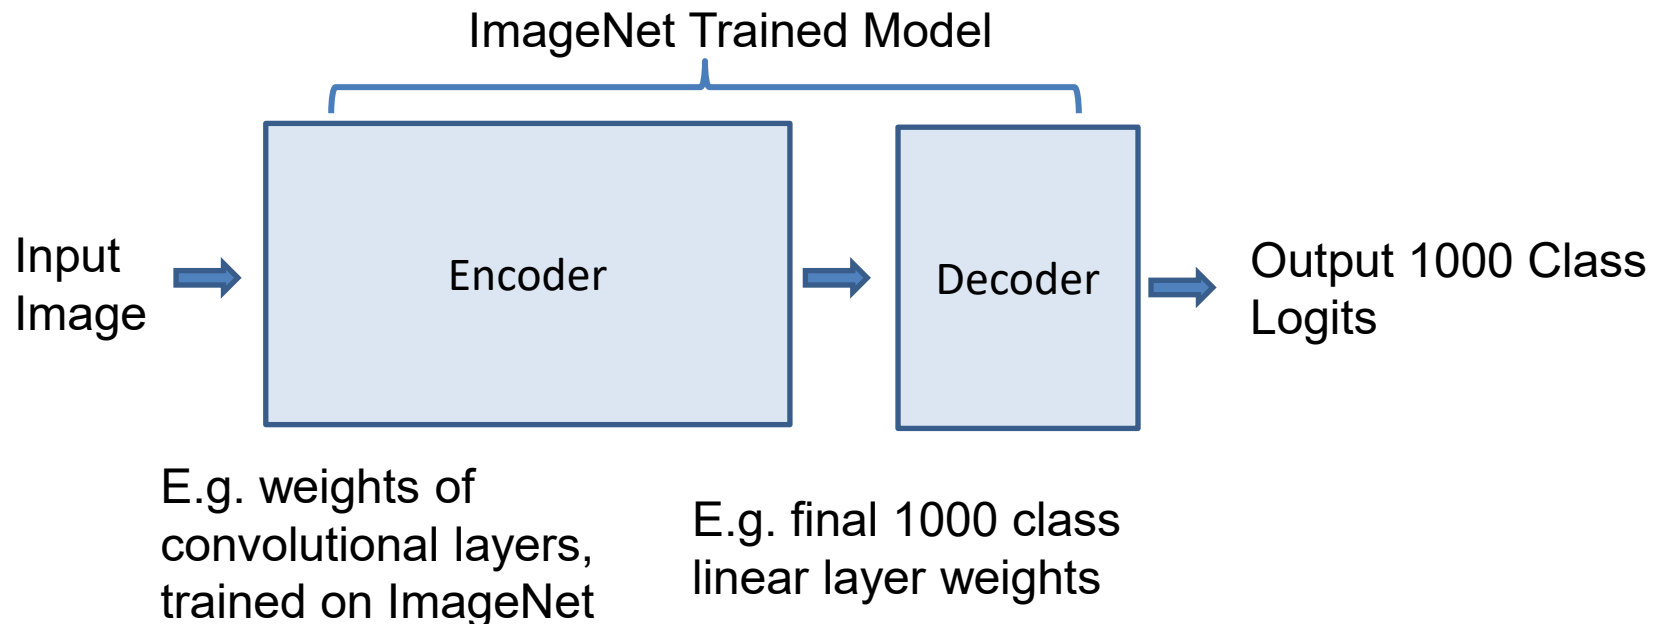 ImageNet Trained Model
Input
Image
Encoder
Decoder
Output 1000 Class
Logits
E.g. weights of
convolutional layers,
trained on ImageNet
E.g. final 1000 class
linear layer weights